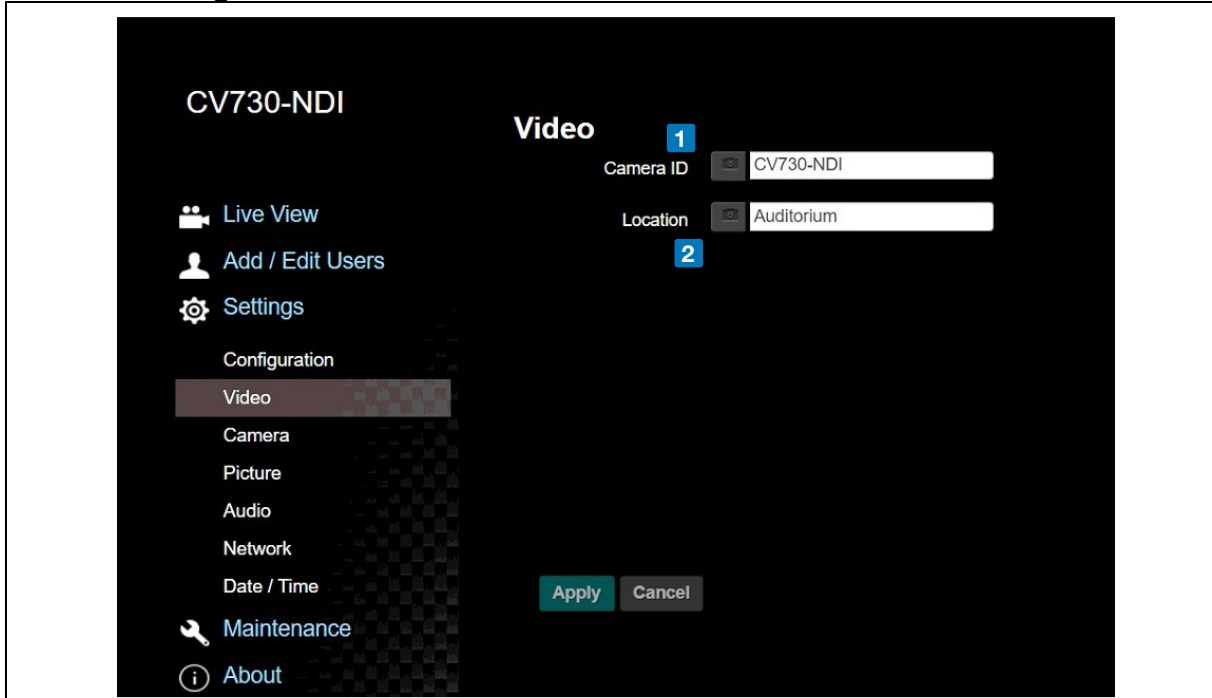 CV730-NDI
Video
1
Camera ID
CV730-NDI
Location
Auditorium
2
Live View
Add / Edit Users
Settings
Configuration
Video
Camera
Picture
Audio
Network
Date / Time
Maintenance
About
Apply
Cancel